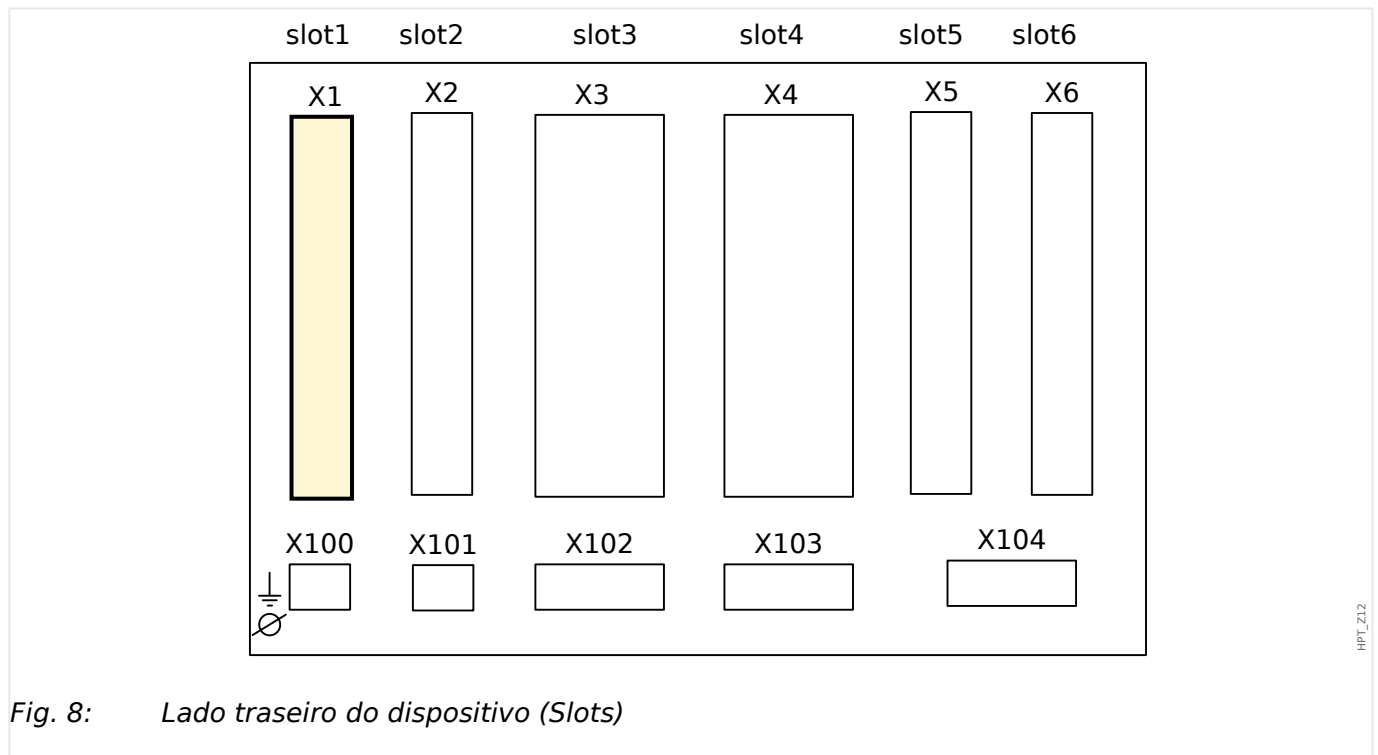 slot1 slot2 slot3 slot4 slot5 slot6
X1 X2 X3 X4 X5 X6
X100 X101 X102 X103 X104
HPT_Z12
Fig. 8: Lado traseiro do dispositivo (Slots)